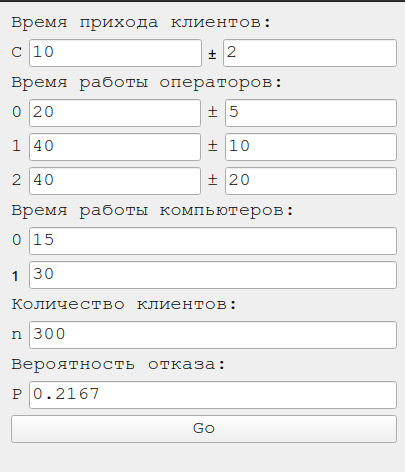 Время прихода клиентов:
C 10 ± 2
Время работы операторов:
0 20 ± 5
1 40 ± 10
2 40 ± 20
Время работы компьютеров:
0 15
1 30
Количество клиентов:
n 300
Вероятность отказа:
P 0.2167
Go